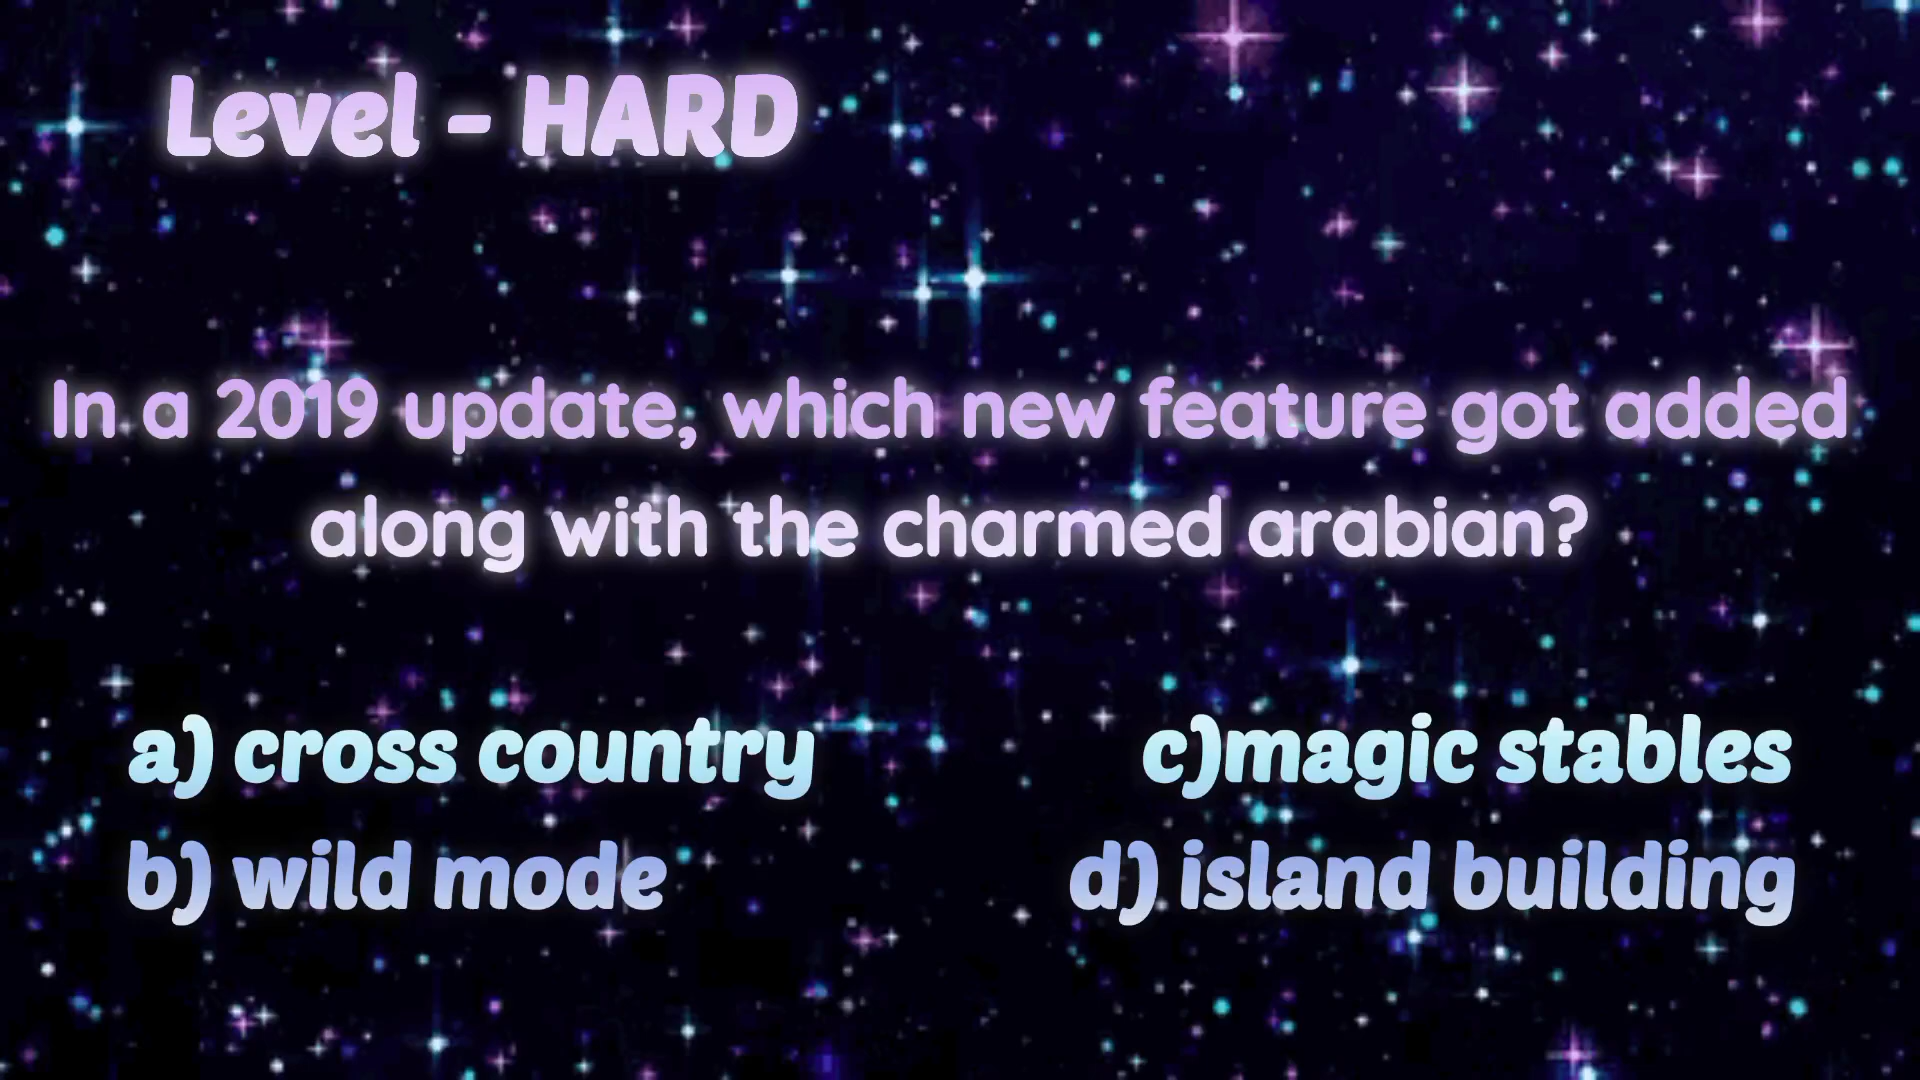 Level - HARD
In a 2019 update, which new feature got added
along with the charmed arabian?
a) cross country
b) wild mode
c)magic stables
d) island building